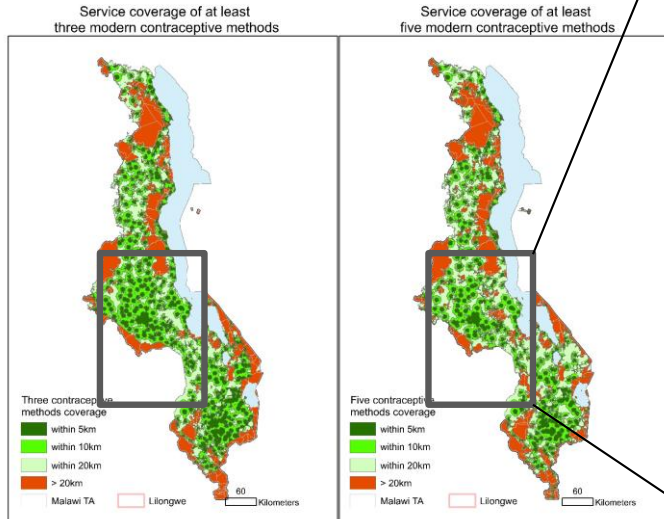 Service coverage of at least
three modern contraceptive methods
Three contraceptive
methods coverage
within 5km
within 10km
within 20km
> 20km
Malawi TA
Lilongwe
60
Kilometers
Service coverage of at least
five modern contraceptive methods
Five contraceptive
methods coverage
within 5km
within 10km
within 20km
> 20km
Malawi TA
Lilongwe
60
Kilometers